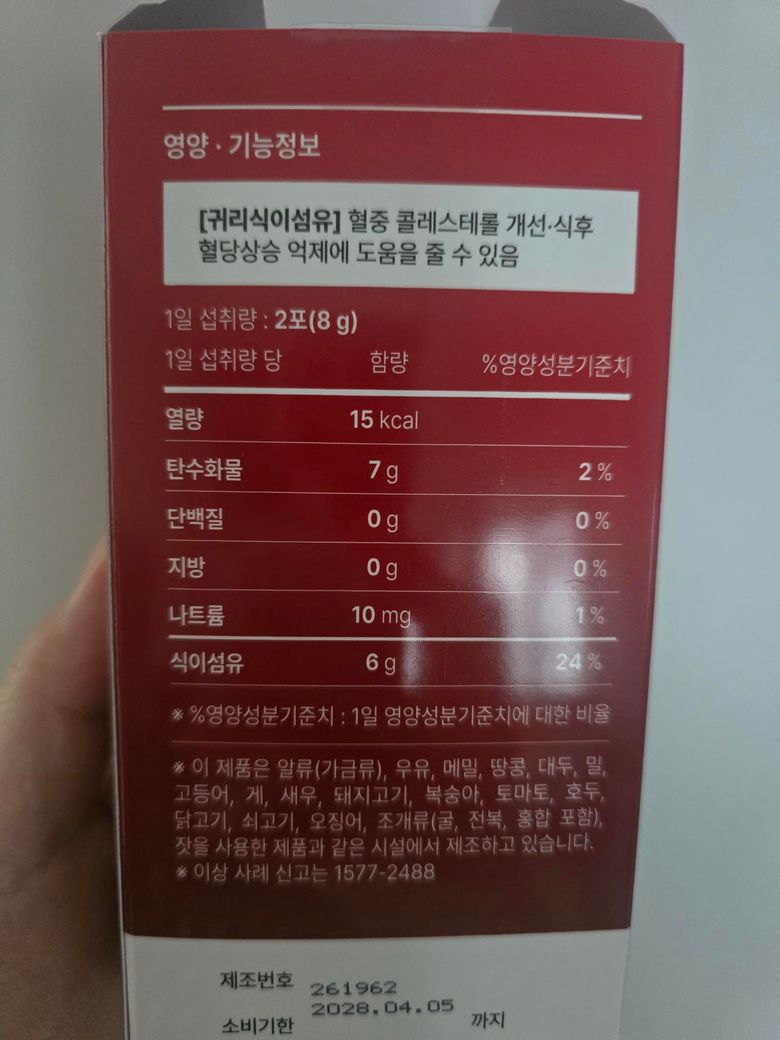 영양 · 기능정보
[귀리식이섬유] 혈중 콜레스테롤 개선·식후
혈당상승 억제에 도움을 줄 수 있음
1일 섭취량 : 2포(8 g)
1일 섭취량 당 함량 %영양성분기준치
열량 15 kcal
탄수화물 7 g 2 %
단백질 0 g 0 %
지방 0 g 0 %
나트륨 10 mg 1 %
식이섬유 6 g 24 %
※ %영양성분기준치 : 1일 영양성분기준치에 대한 비율
※ 이 제품은 알류(가금류), 우유, 메밀, 땅콩, 대두, 밀,
고등어, 게, 새우, 돼지고기, 복숭아, 토마토, 호두,
닭고기, 쇠고기, 오징어, 조개류(굴, 전복, 홍합 포함),
잣을 사용한 제품과 같은 시설에서 제조하고 있습니다.
※ 이상 사례 신고는 1577-2488
제조번호 261962
소비기한 2028.04.05 까지